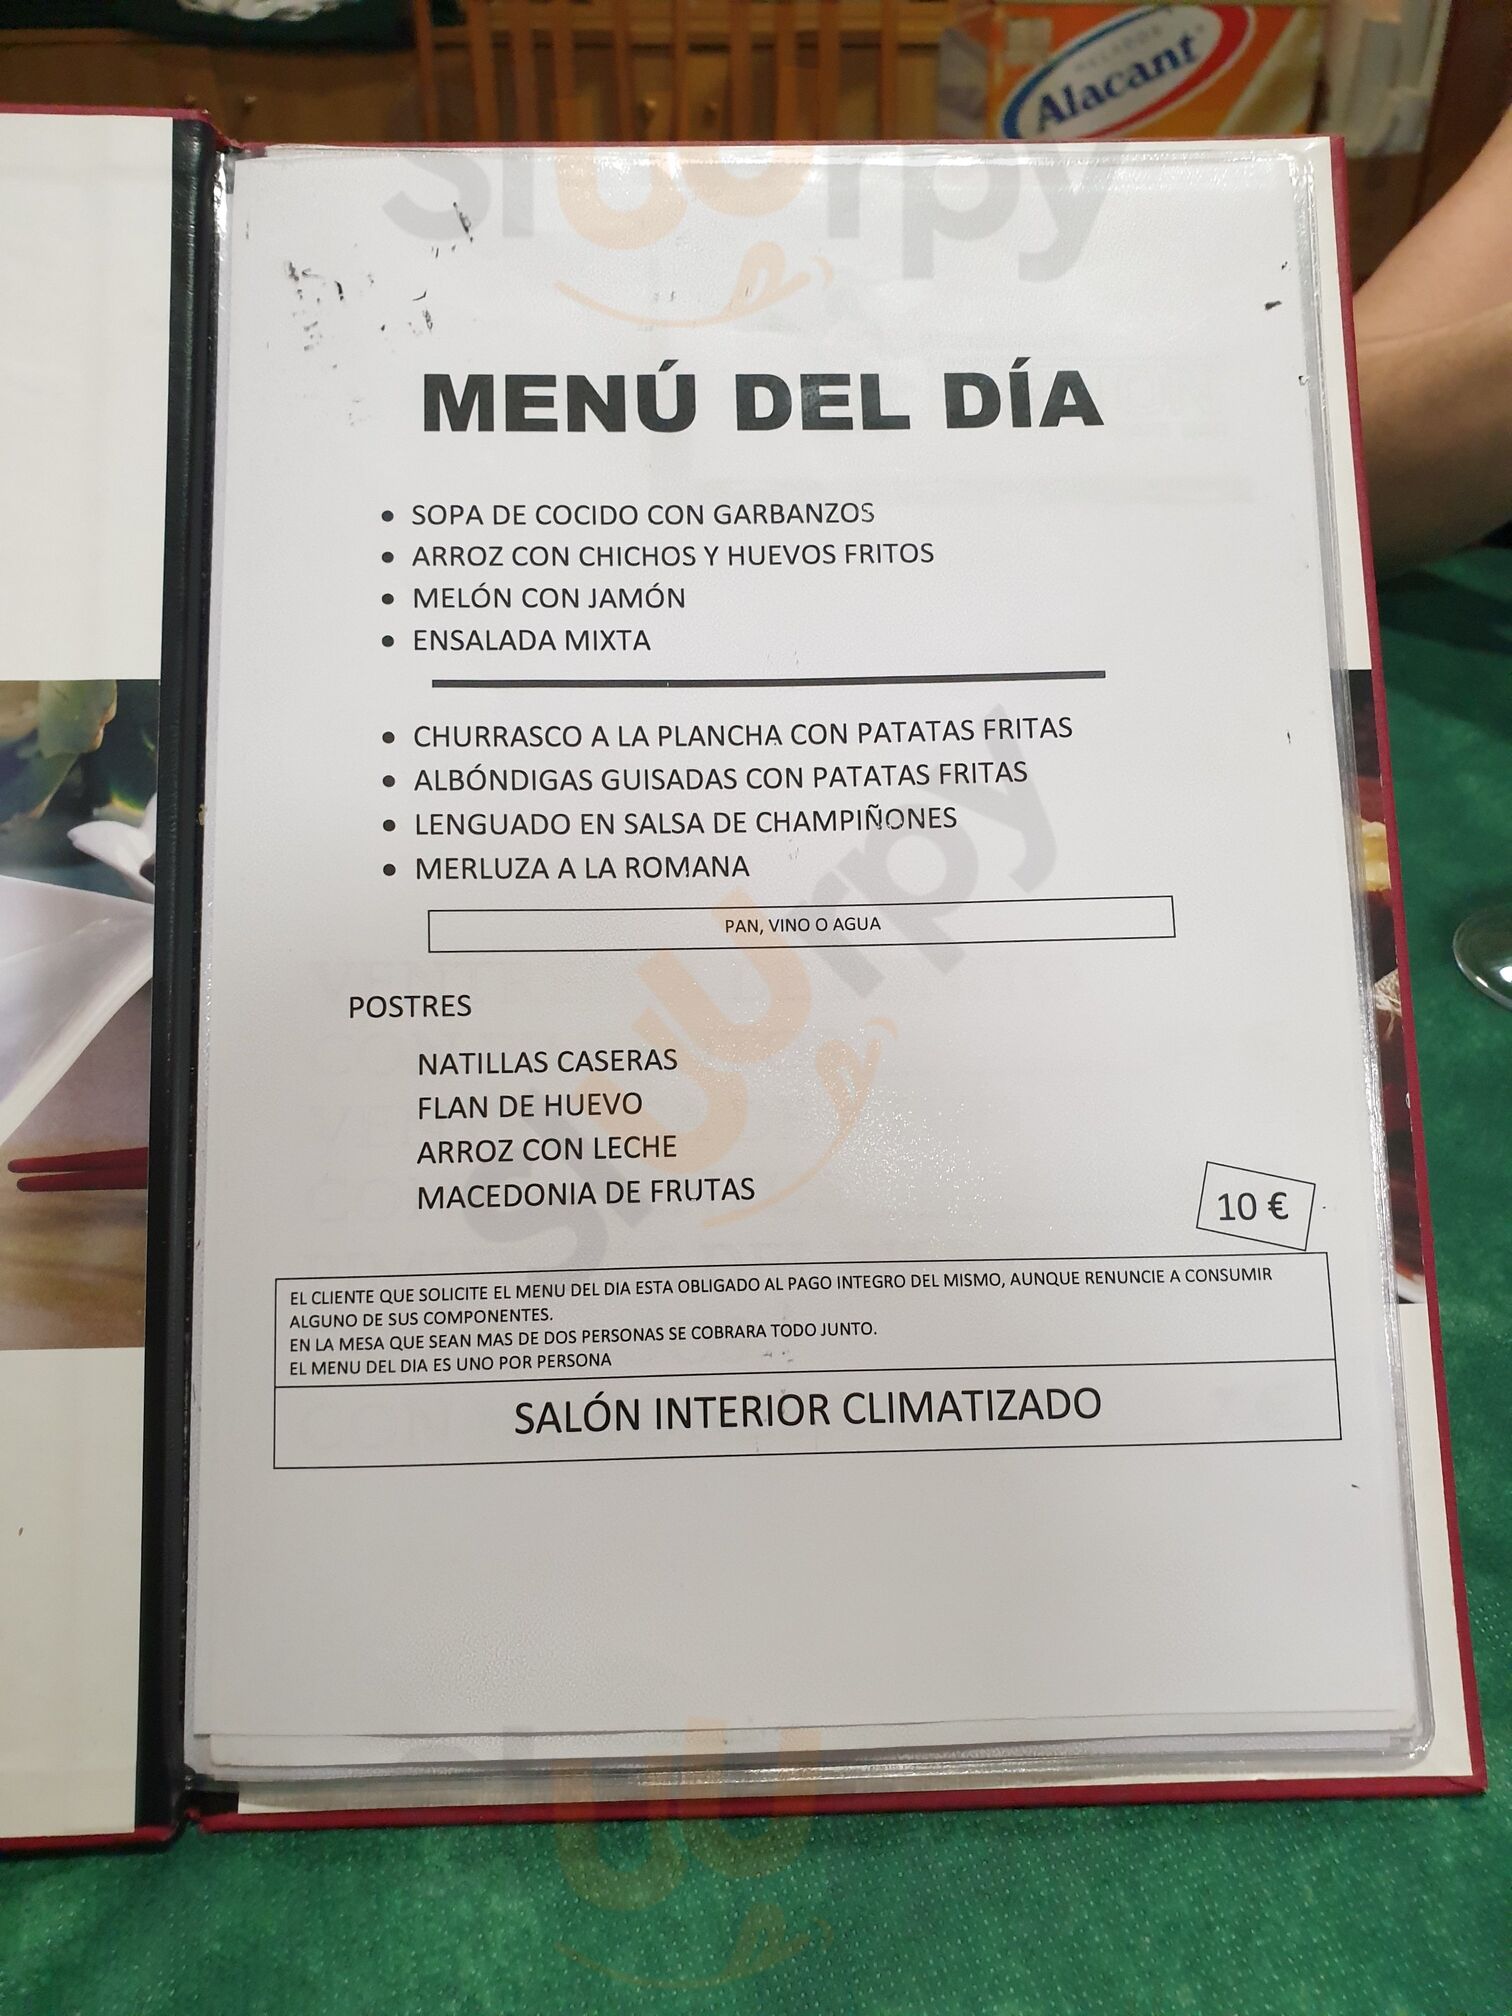 HELADOR
Alacant
sluurpy
MENÚ DEL DÍA
• SOPA DE COCIDO CON GARBANZOS
• ARROZ CON CHICHOS Y HUEVOS FRITOS
• MELÓN CON JAMÓN
• ENSALADA MIXTA
• CHURRASCO A LA PLANCHA CON PATATAS FRITAS
• ALBÓNDIGAS GUISADAS CON PATATAS FRITAS
• LENGUADO EN SALSA DE CHAMPIÑONES
• MERLUZA A LA ROMANA
PAN, VINO O AGUA
sluurpy
POSTRES
NATILLAS CASERAS
FLAN DE HUEVO
ARROZ CON LECHE
MACEDONIA DE FRUTAS
10 €
EL CLIENTE QUE SOLICITE EL MENU DEL DIA ESTA OBLIGADO AL PAGO INTEGRO DEL MISMO, AUNQUE RENUNCIE A CONSUMIR
ALGUNO DE SUS COMPONENTES.
EN LA MESA QUE SEAN MAS DE DOS PERSONAS SE COBRARA TODO JUNTO.
EL MENU DEL DIA ES UNO POR PERSONA
SALÓN INTERIOR CLIMATIZADO
sluurpy